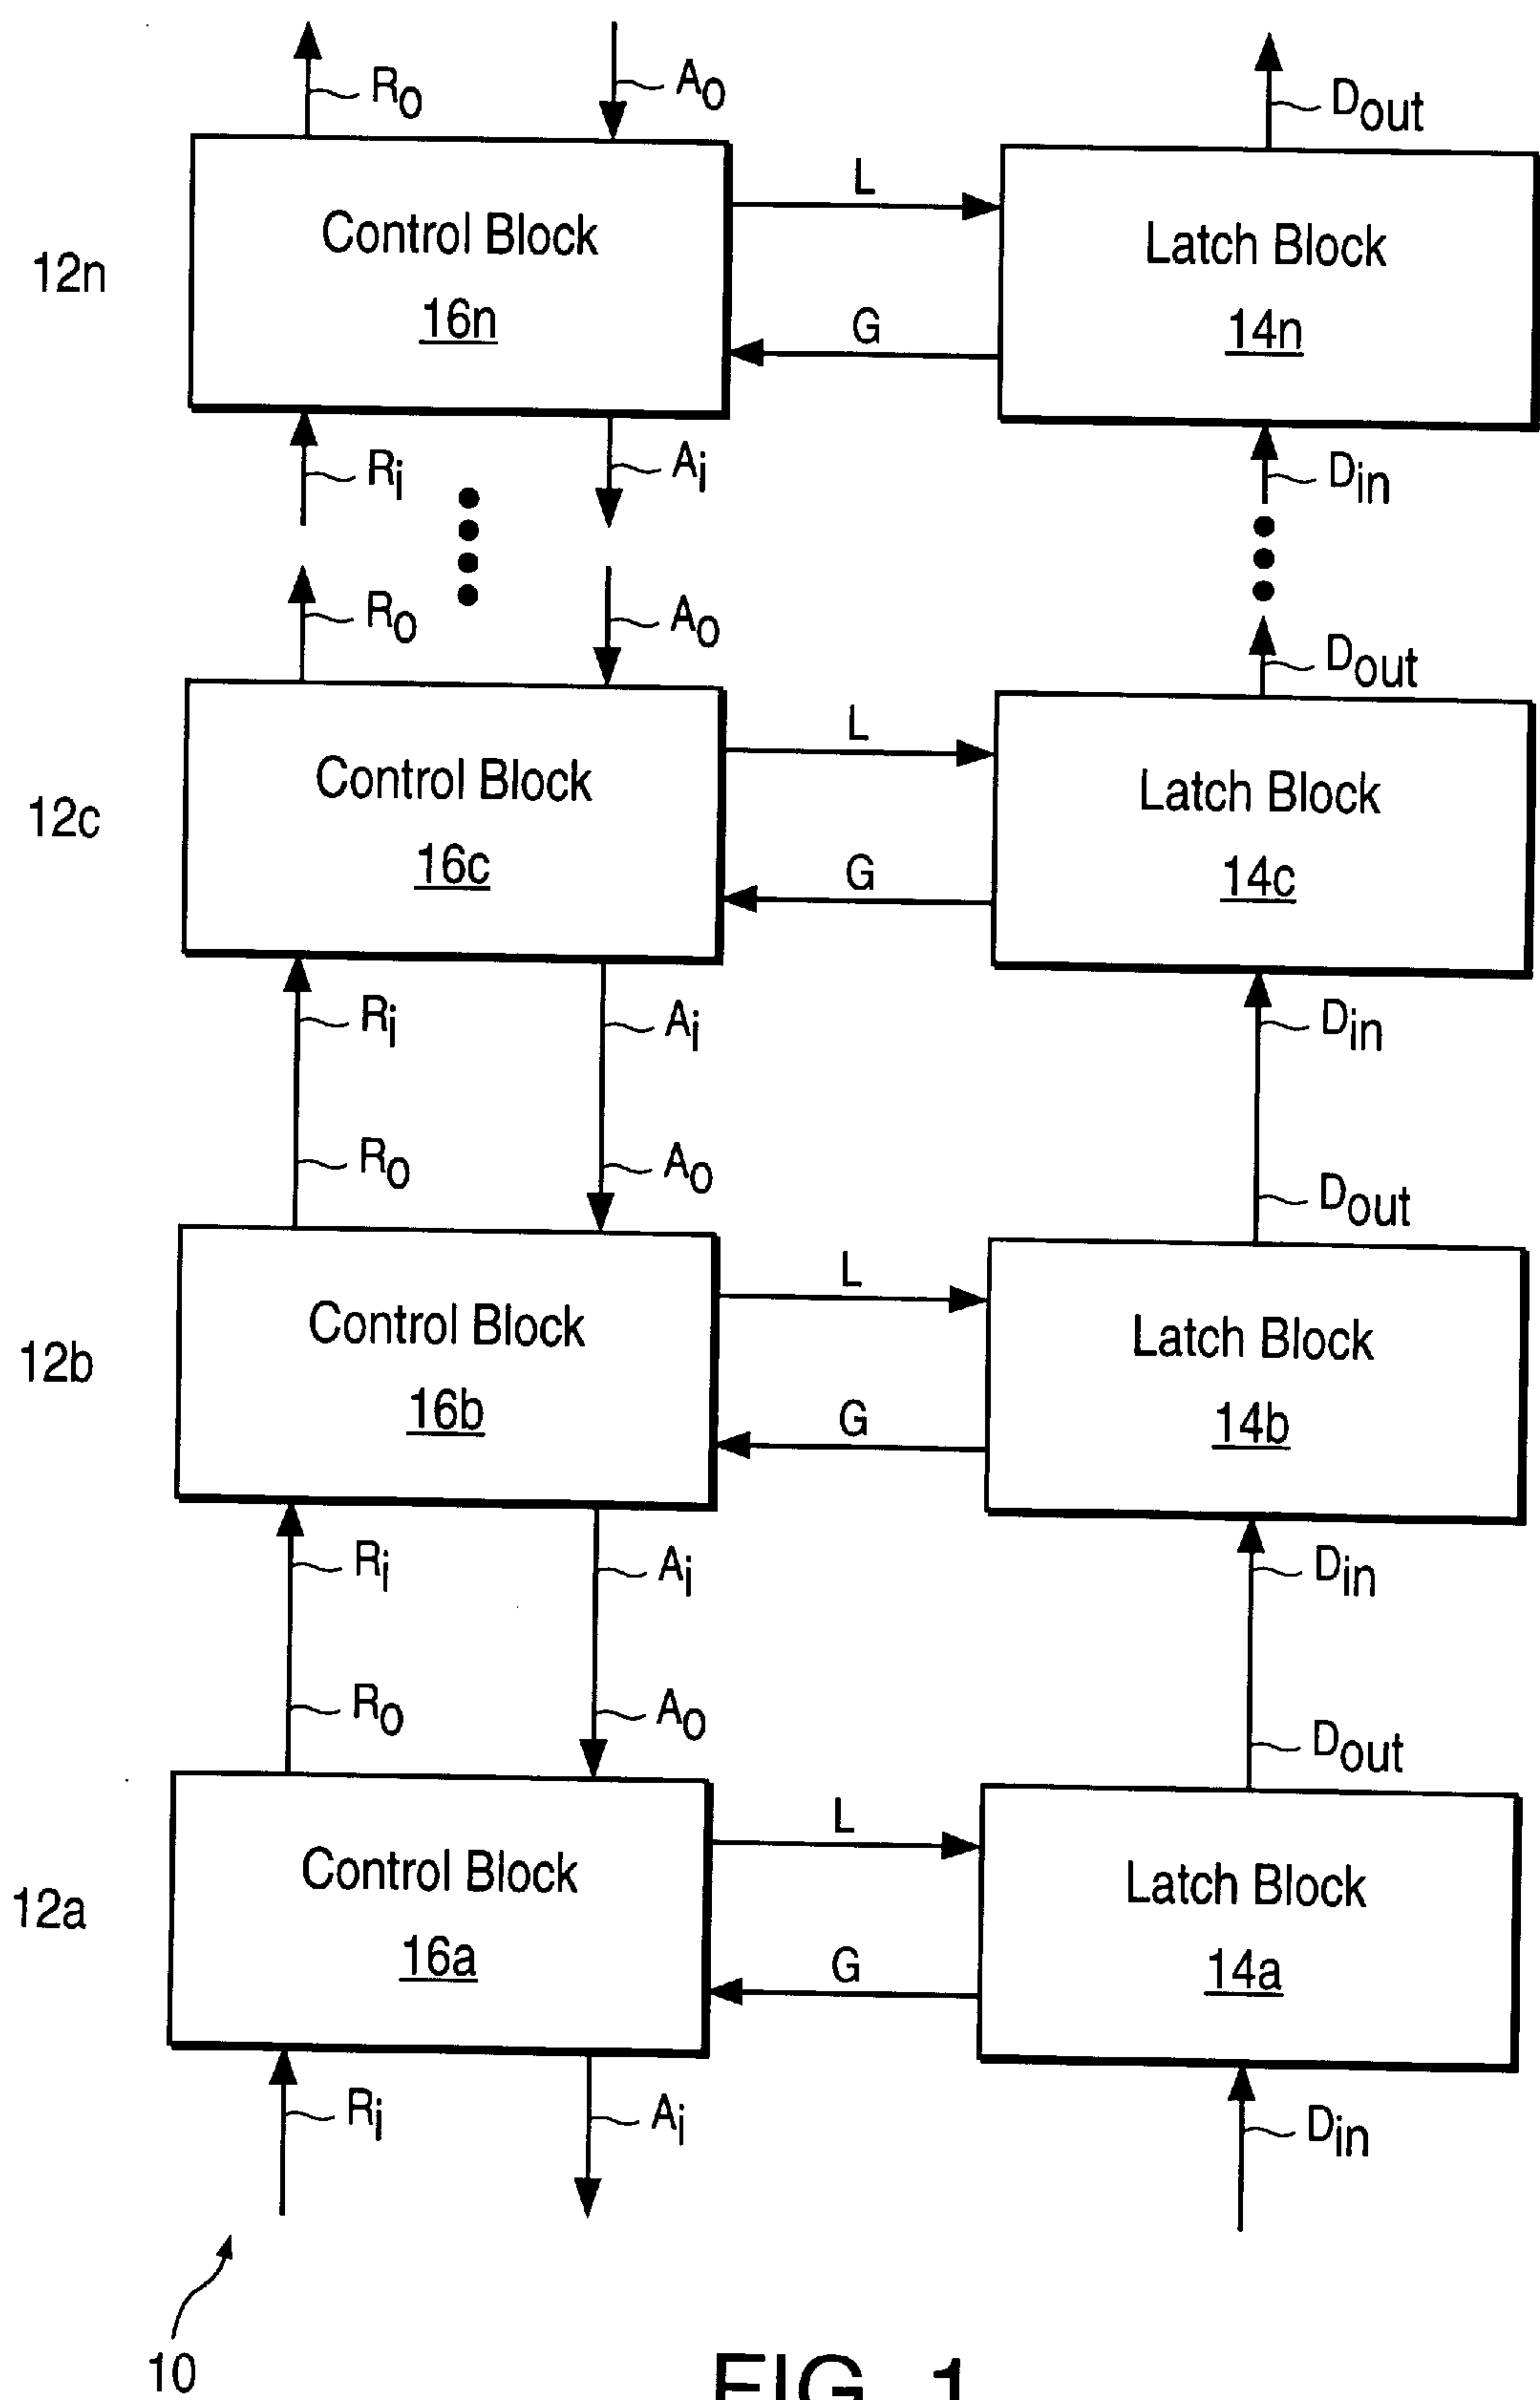 Ro
Ao
Dout
12n
Control Block
16n
L
G
Latch Block
14n
Ri
Ai
Din
Ro
Ao
Dout
12c
Control Block
16c
L
G
Latch Block
14c
Ri
Ai
Din
Ro
Ao
Dout
12b
Control Block
16b
L
G
Latch Block
14b
Ri
Ai
Din
Ro
Ao
Dout
12a
Control Block
16a
L
G
Latch Block
14a
Ri
Ai
Din
10
FIG. 1